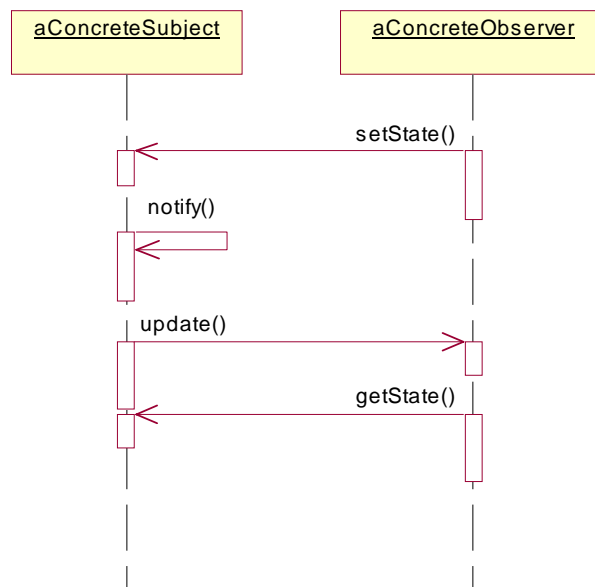 aConcreteSubject
aConcreteObserver
setState()
notify()
update()
getState()